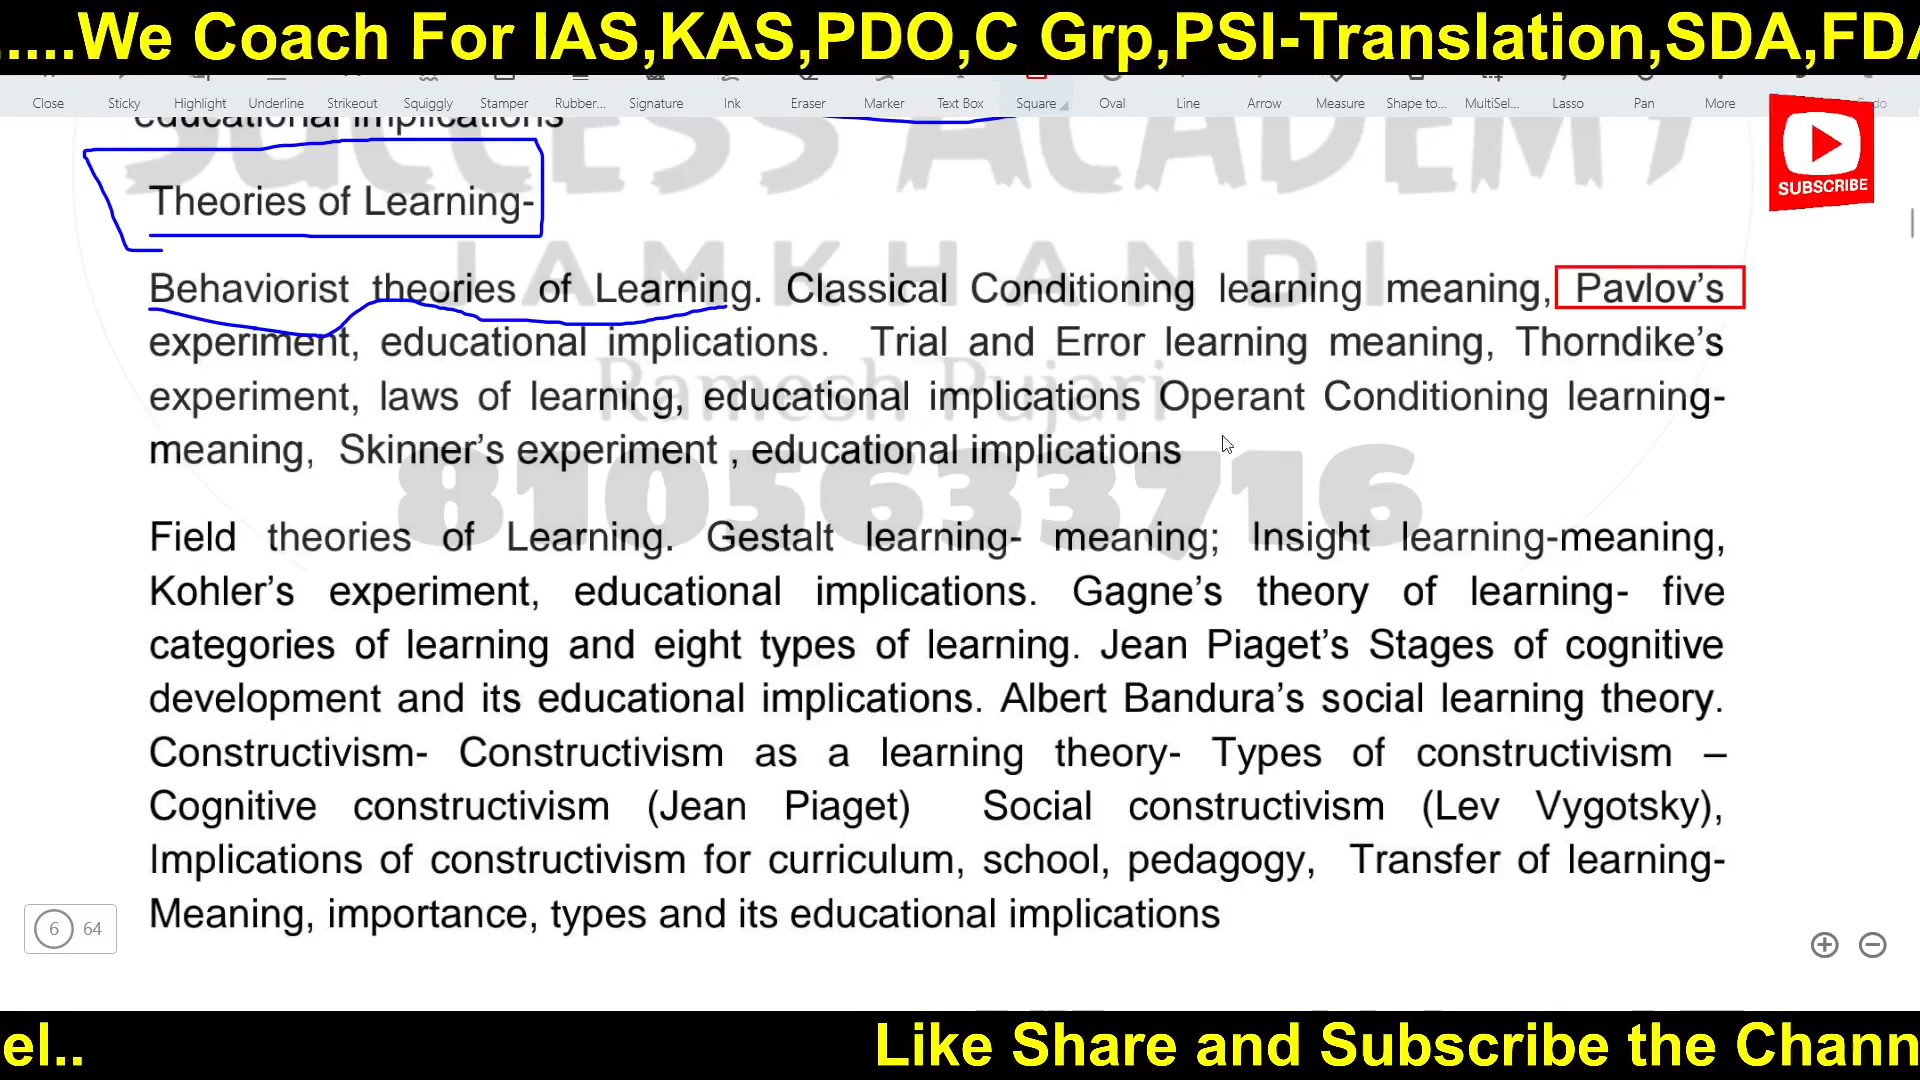 .....We Coach For IAS,KAS,PDO,C Grp,PSI-Translation,SDA,FDA
Close Sticky Highlight Underline Strikeout Squiggly Stamper Rubber... Signature Ink Eraser Marker Text Box Square Oval Line Arrow Measure Shape to... MultiSel... Lasso Pan More
SUBSCRIBE
educational implications
SUCCESS ACADEMY
Theories of Learning-
JAMKHANDI
Behaviorist theories of Learning. Classical Conditioning learning meaning, Pavlov's
experiment, educational implications. Trial and Error learning meaning, Thorndike's
Ramesh Pujari
experiment, laws of learning, educational implications Operant Conditioning learning-
meaning, Skinner's experiment , educational implications
8105633716
Field theories of Learning. Gestalt learning- meaning; Insight learning-meaning,
Kohler's experiment, educational implications. Gagne's theory of learning- five
categories of learning and eight types of learning. Jean Piaget's Stages of cognitive
development and its educational implications. Albert Bandura's social learning theory.
Constructivism- Constructivism as a learning theory- Types of constructivism –
Cognitive constructivism (Jean Piaget) Social constructivism (Lev Vygotsky),
Implications of constructivism for curriculum, school, pedagogy, Transfer of learning-
Meaning, importance, types and its educational implications
6 64
el.. Like Share and Subscribe the Chann